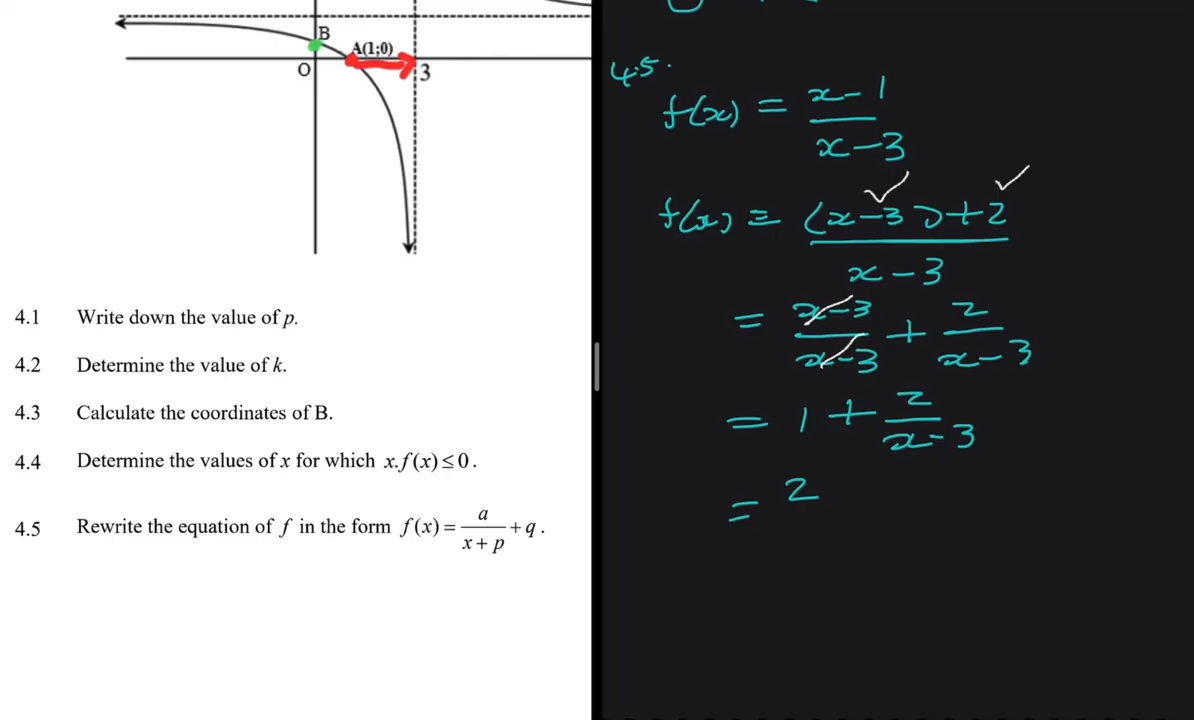 B
A(1;0)
O
3
4.1 Write down the value of p.
4.2 Determine the value of k.
4.3 Calculate the coordinates of B.
4.4 Determine the values of x for which x.f(x) ≤ 0.
4.5 Rewrite the equation of f in the form f(x) = a/(x + p) + q.
4.5.
f(x) = (x - 1)/(x - 3)
f(x) = ((x - 3) + 2)/(x - 3)
= (x - 3)/(x - 3) + 2/(x - 3)
= 1 + 2/(x - 3)
= 2